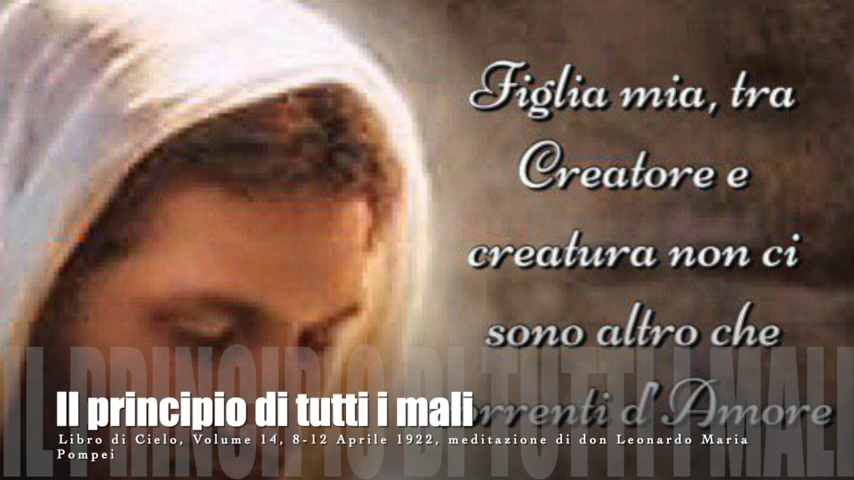 Figlia mia, tra
Creatore e
creatura non ci
sono altro che
d'Amore
IL PRINCIPIO DI TUTTI I MALI
Il principio di tutti i mali
Libro di Cielo, Volume 14, 8-12 Aprile 1922, meditazione di don Leonardo Maria
Pompei